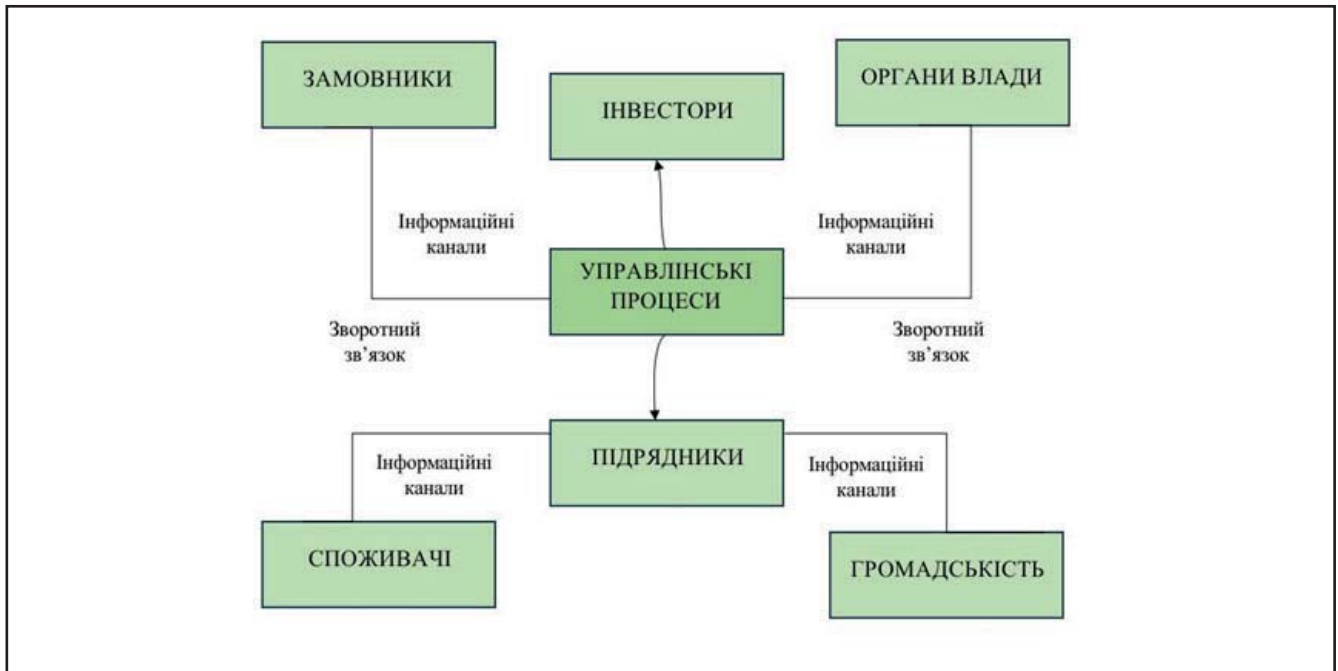 ЗАМОВНИКИ
ІНВЕСТОРИ
ОРГАНИ ВЛАДИ
Інформаційні
канали
Інформаційні
канали
УПРАВЛІНСЬКІ
ПРОЦЕСИ
Зворотний
зв’язок
Зворотний
зв’язок
ПІДРЯДНИКИ
Інформаційні
канали
Інформаційні
канали
СПОЖИВАЧІ
ГРОМАДСЬКІСТЬ